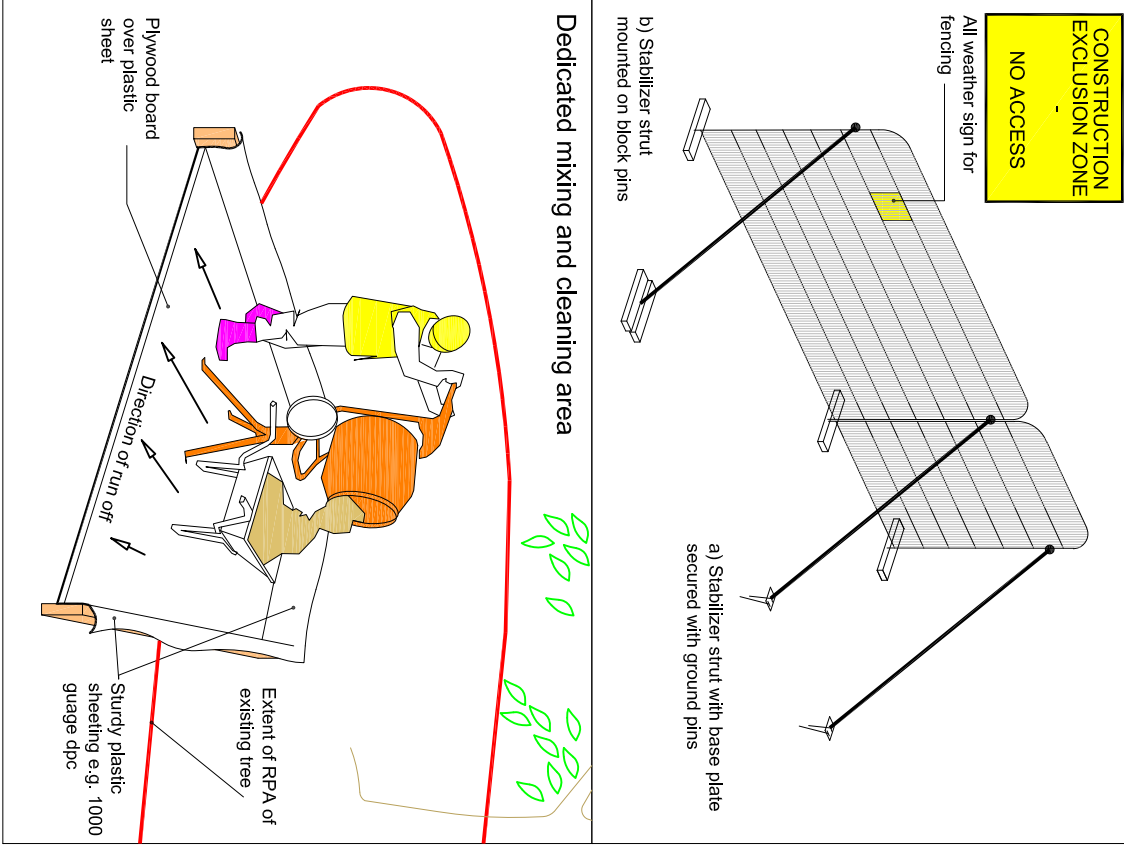 CONSTRUCTION
EXCLUSION ZONE
-
NO ACCESS
All weather sign for
fencing
b) Stabilizer strut
mounted on block pins
a) Stabilizer strut with base plate
secured with ground pins
Dedicated mixing and cleaning area
Plywood board
over plastic
sheet
Direction of run off
Extent of RPA of
existing tree
Sturdy plastic
sheeting e.g. 1000
guage dpc